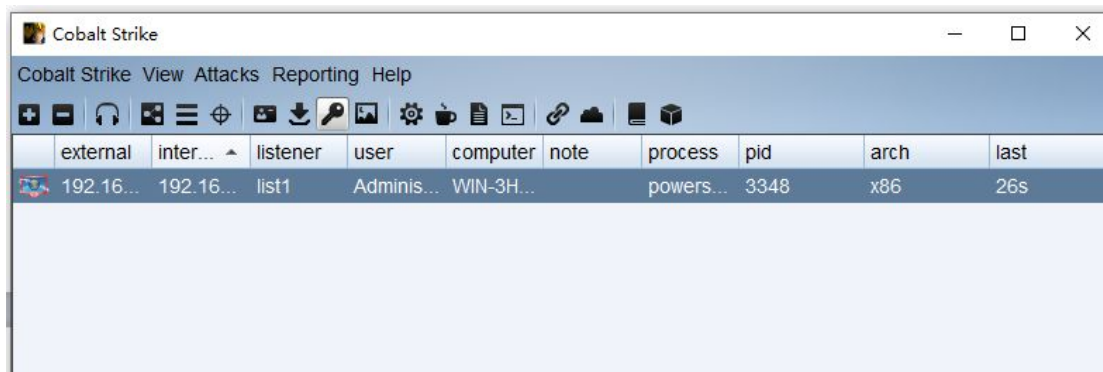 Cobalt Strike
Cobalt Strike View Attacks Reporting Help
external inter... listener user computer note process pid arch last
192.16... 192.16... list1 Adminis... WIN-3H... powers... 3348 x86 26s